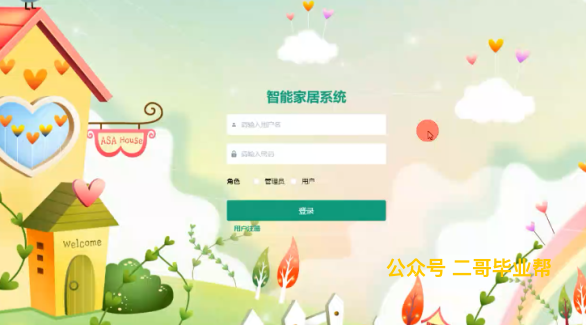 智能家居系统
ASA House
请输入用户名
请输入密码
角色 管理员 用户
Welcome
登录
用户注册
公众号 二哥毕业帮